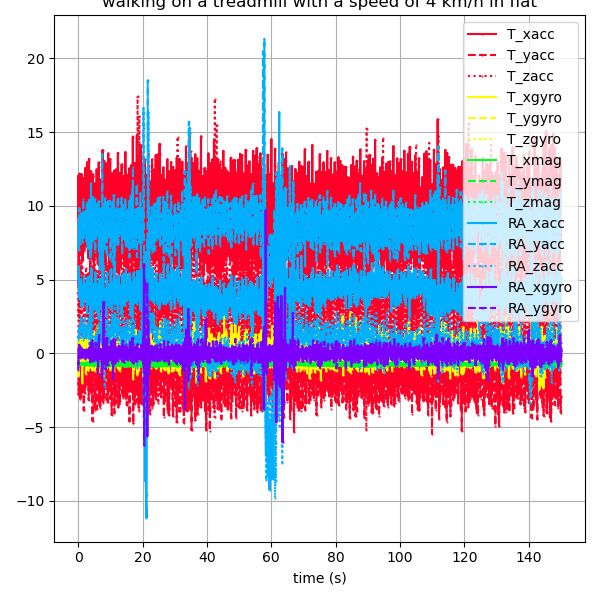 walking on a treadmill with a speed of 4 km/h in flat
20
15
10
5
0
−5
−10
0 20 40 60 80 100 120 140
time (s)
T_xacc
T_yacc
T_zacc
T_xgyro
T_ygyro
T_zgyro
T_xmag
T_ymag
T_zmag
RA_xacc
RA_yacc
RA_zacc
RA_xgyro
RA_ygyro